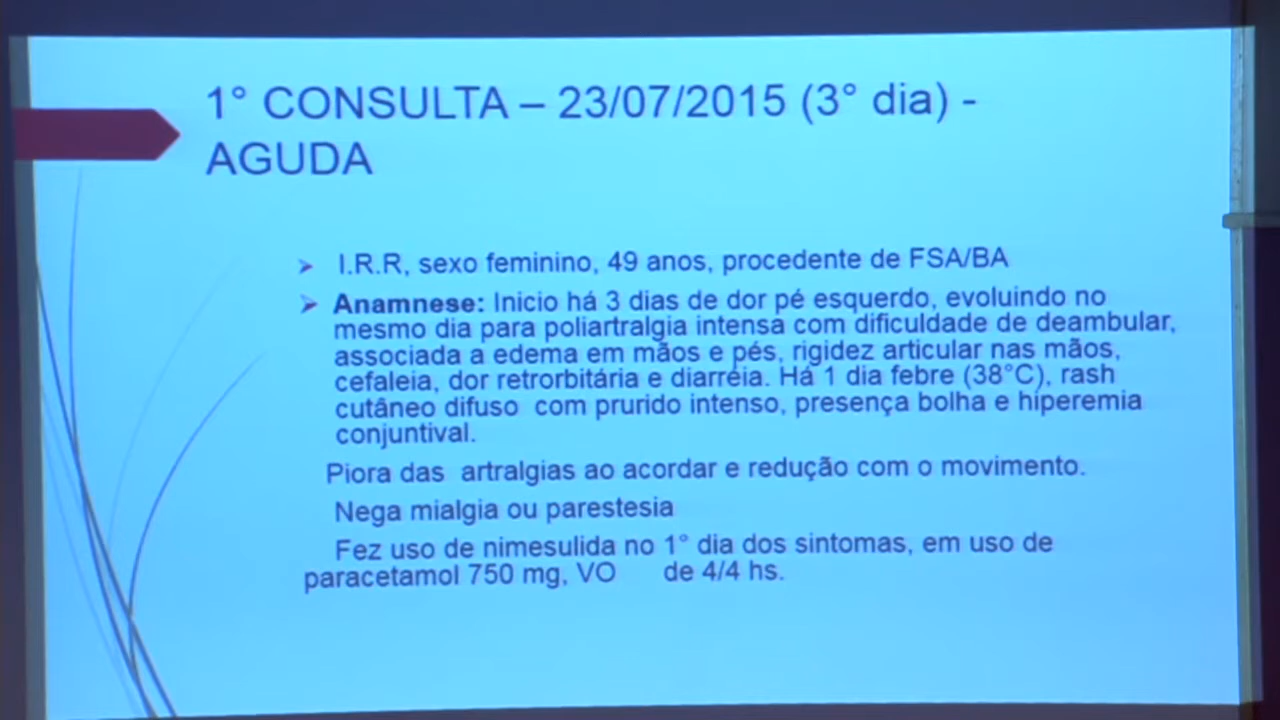 1° CONSULTA – 23/07/2015 (3° dia) -
AGUDA
I.R.R, sexo feminino, 49 anos, procedente de FSA/BA
Anamnese: Inicio há 3 dias de dor pé esquerdo, evoluindo no
mesmo dia para poliartralgia intensa com dificuldade de deambular,
associada a edema em mãos e pés, rigidez articular nas mãos,
cefaleia, dor retrorbitária e diarréia. Há 1 dia febre (38°C), rash
cutâneo difuso com prurido intenso, presença bolha e hiperemia
conjuntival.
Piora das artralgias ao acordar e redução com o movimento.
Nega mialgia ou parestesia
Fez uso de nimesulida no 1° dia dos sintomas, em uso de
paracetamol 750 mg, VO de 4/4 hs.